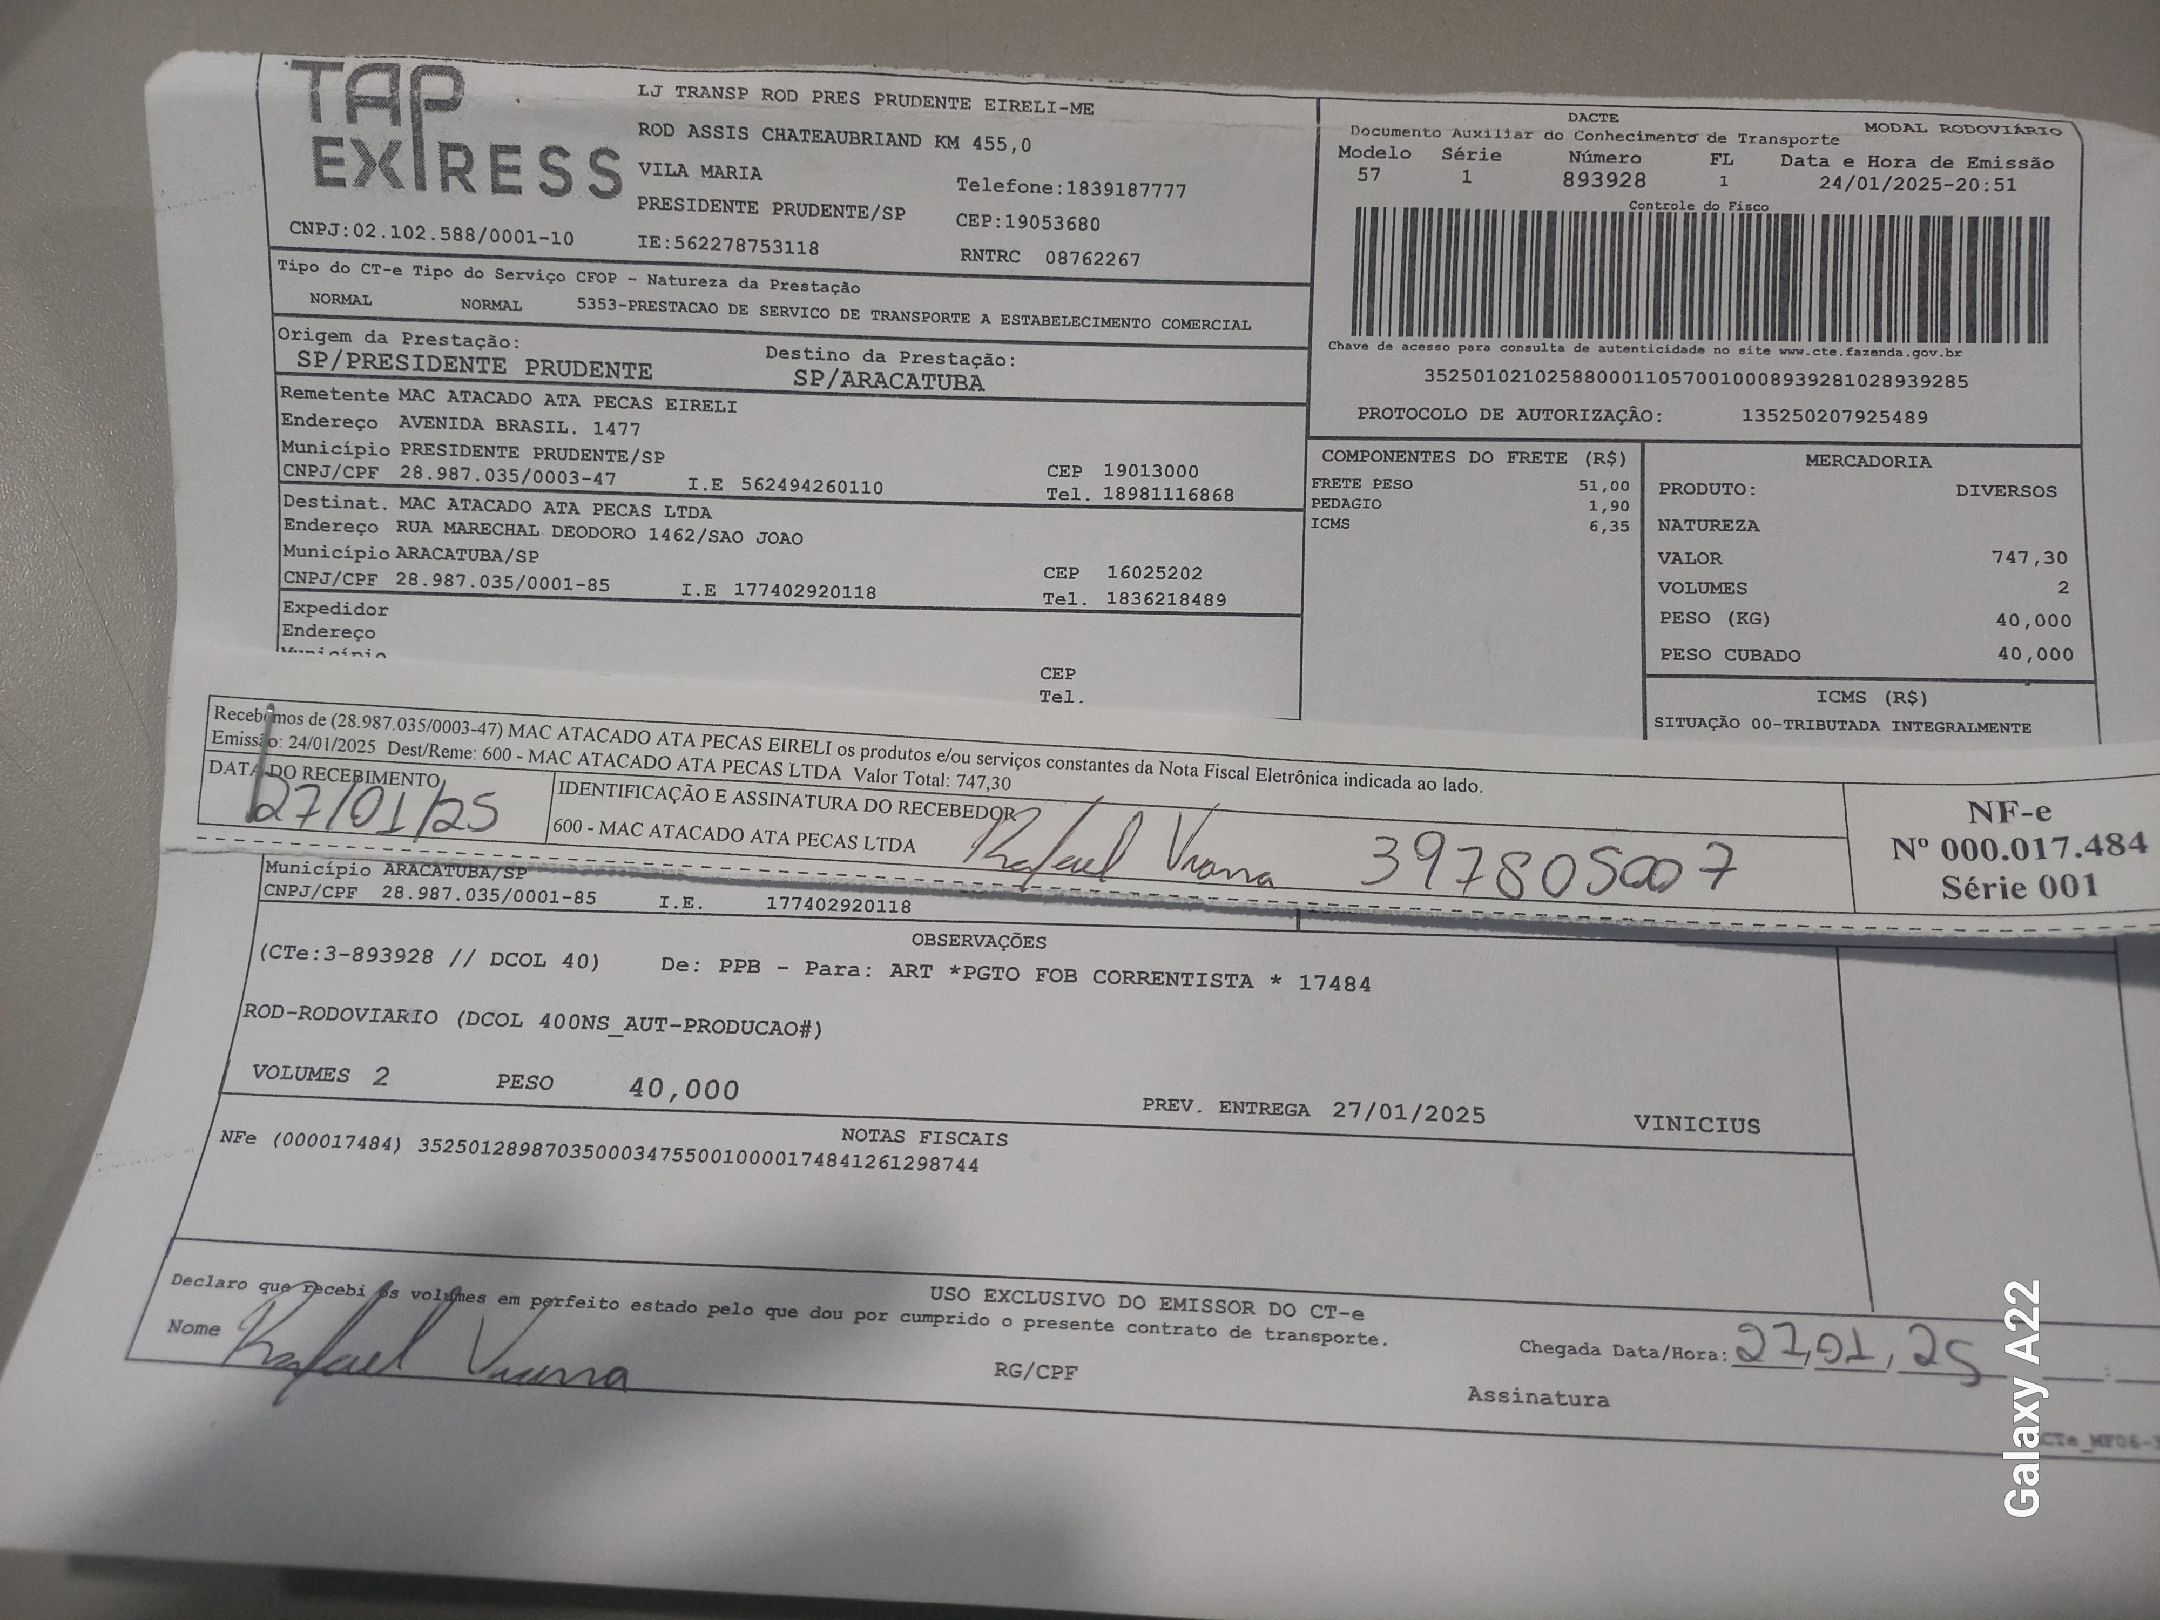 TAP EXPRESS
LJ TRANSP ROD PRES PRUDENTE EIRELI-ME
ROD ASSIS CHATEAUBRIAND KM 455,0
VILA MARIA
Telefone:1839187777
PRESIDENTE PRUDENTE/SP
CEP:19053680
CNPJ:02.102.588/0001-10
IE:562278753118
RNTRC 08762267
DACTE
Documento Auxiliar do Conhecimento de Transporte
MODAL RODOVIÁRIO
Modelo Série Número FL Data e Hora de Emissão
57 1 893928 1 24/01/2025-20:51
Controle do Fisco
Chave de acesso para consulta de autenticidade no site www.cte.fazenda.gov.br
35250102102588000110570010008939281028939285
PROTOCOLO DE AUTORIZAÇÃO: 135250207925489
Tipo do CT-e Tipo do Serviço CFOP - Natureza da Prestação
NORMAL NORMAL 5353-PRESTACAO DE SERVICO DE TRANSPORTE A ESTABELECIMENTO COMERCIAL
Origem da Prestação:
SP/PRESIDENTE PRUDENTE
Destino da Prestação:
SP/ARACATUBA
Remetente MAC ATACADO ATA PECAS EIRELI
Endereço AVENIDA BRASIL. 1477
Município PRESIDENTE PRUDENTE/SP
CEP 19013000
CNPJ/CPF 28.987.035/0003-47 I.E 562494260110 Tel. 18981116868
Destinat. MAC ATACADO ATA PECAS LTDA
Endereço RUA MARECHAL DEODORO 1462/SAO JOAO
Município ARACATUBA/SP
CEP 16025202
CNPJ/CPF 28.987.035/0001-85 I.E 177402920118 Tel. 1836218489
Expedidor
Endereço
Município
CEP
Tel.
COMPONENTES DO FRETE (R$)
FRETE PESO 51,00
PEDAGIO 1,90
ICMS 6,35
MERCADORIA
PRODUTO: DIVERSOS
NATUREZA
VALOR 747,30
VOLUMES 2
PESO (KG) 40,000
PESO CUBADO 40,000
ICMS (R$)
SITUAÇÃO 00-TRIBUTADA INTEGRALMENTE
Recebemos de (28.987.035/0003-47) MAC ATACADO ATA PECAS EIRELI os produtos e/ou serviços constantes da Nota Fiscal Eletrônica indicada ao lado.
Emissão: 24/01/2025 Dest/Reme: 600 - MAC ATACADO ATA PECAS LTDA Valor Total: 747,30
DATA DO RECEBIMENTO
27/01/25
IDENTIFICAÇÃO E ASSINATURA DO RECEBEDOR
600 - MAC ATACADO ATA PECAS LTDA
Rafael Viana 397805007
NF-e
Nº 000.017.484
Série 001
Município ARACATUBA/SP
CNPJ/CPF 28.987.035/0001-85 I.E. 177402920118
OBSERVAÇÕES
(CTe:3-893928 // DCOL 40) De: PPB - Para: ART *PGTO FOB CORRENTISTA * 17484
ROD-RODOVIARIO (DCOL 400NS_AUT-PRODUCAO#)
VOLUMES 2 PESO 40,000 PREV. ENTREGA 27/01/2025 VINICIUS
NOTAS FISCAIS
NFe (000017484) 35250128987035000347550010000174841261298744
USO EXCLUSIVO DO EMISSOR DO CT-e
Declaro que recebi os volumes em perfeito estado pelo que dou por cumprido o presente contrato de transporte.
Nome Rafael Viana
RG/CPF
Chegada Data/Hora: 27,01,25 :
Assinatura
Galaxy A22